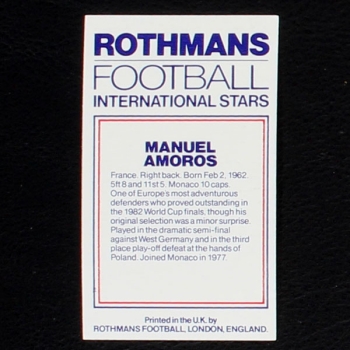 ROTHMANS
FOOTBALL
INTERNATIONAL STARS
MANUEL
AMOROS
France. Right back. Born Feb 2, 1962.
5ft 8 and 11st 5. Monaco 10 caps.
One of Europe's most adventurous
defenders who proved outstanding in
the 1982 World Cup finals, though his
original selection was a minor surprise.
Played in the dramatic semi-final
against West Germany and in the third
place play-off defeat at the hands of
Poland. Joined Monaco in 1977.
Printed in the U.K. by
ROTHMANS FOOTBALL, LONDON, ENGLAND.